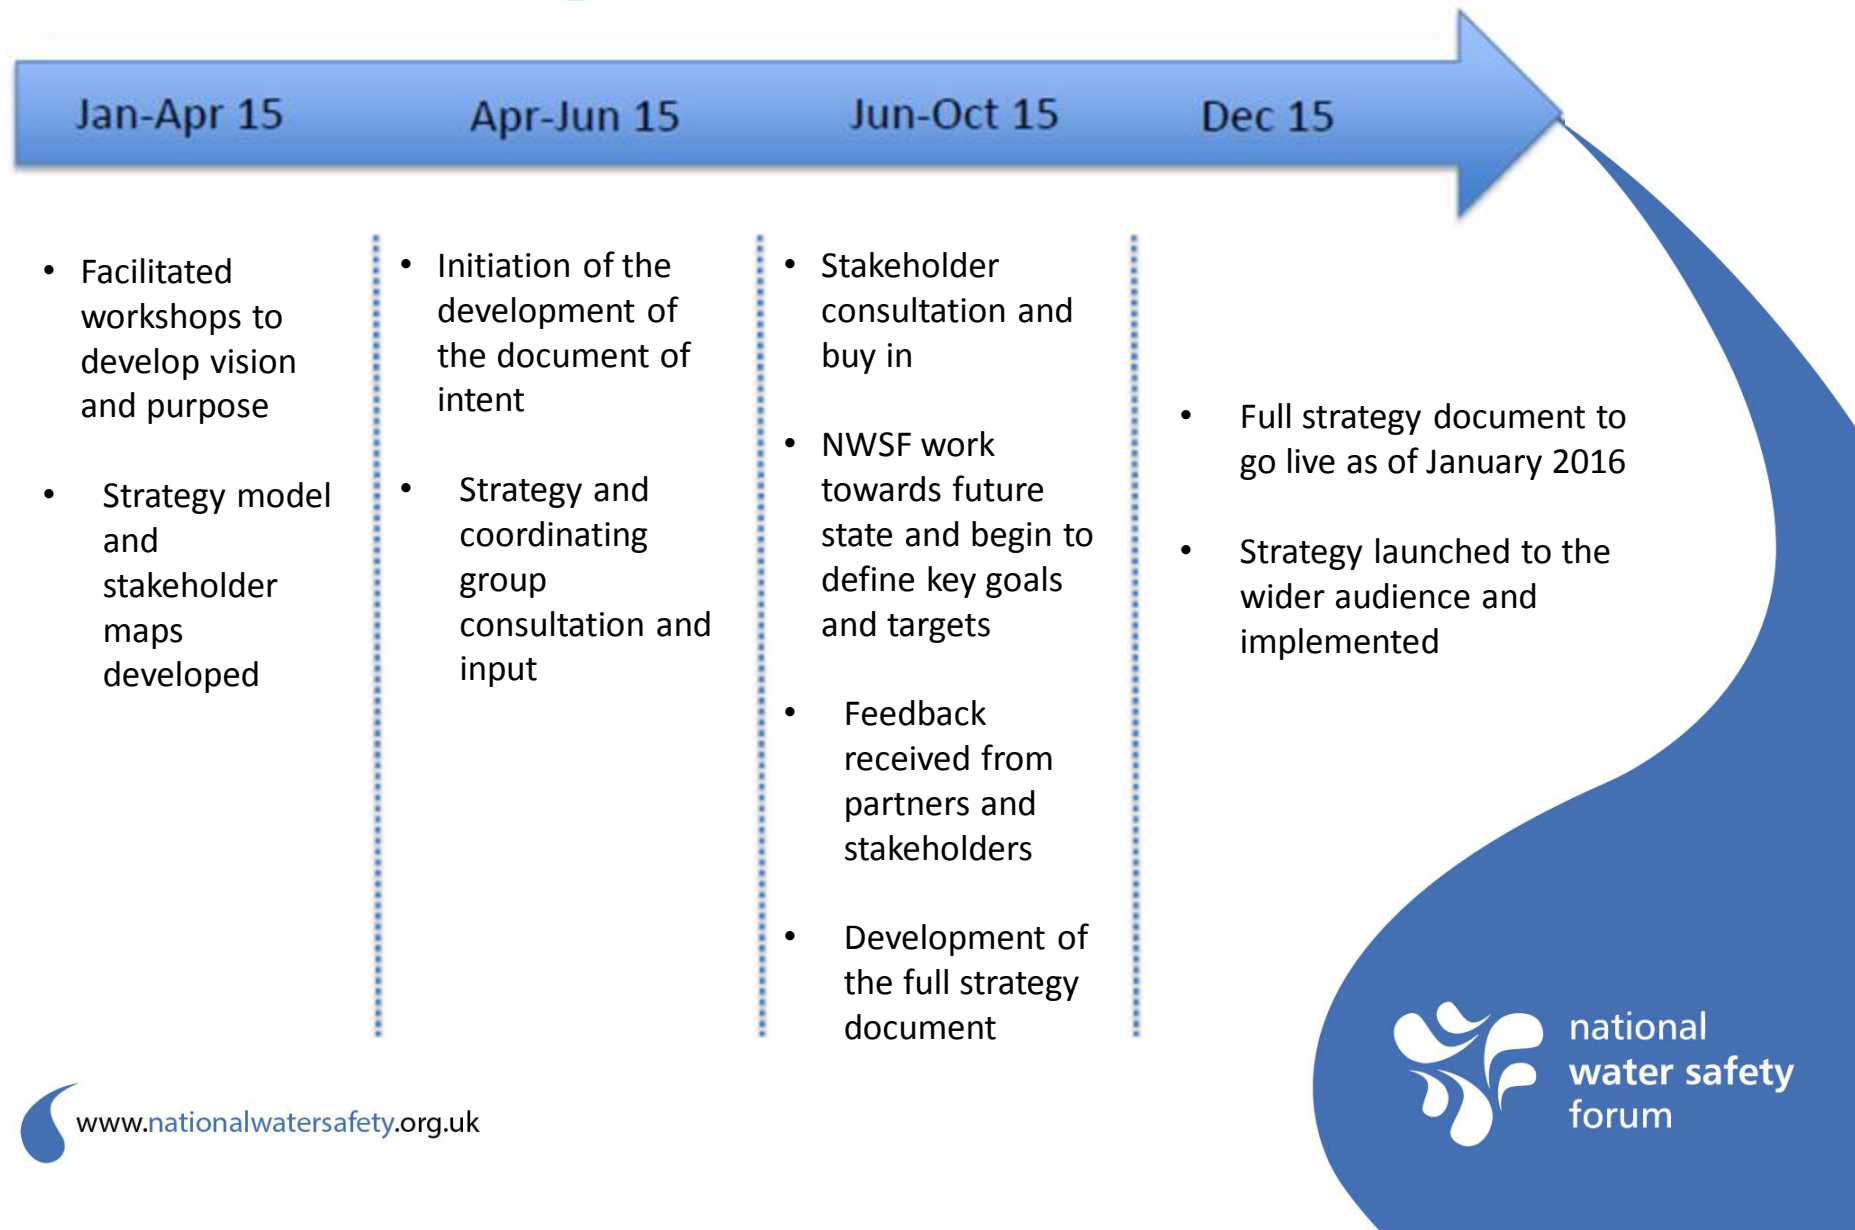 Jan-Apr 15
Apr-Jun 15
Jun-Oct 15
Dec 15
• Facilitated
workshops to
develop vision
and purpose
• Strategy model
and
stakeholder
maps
developed
• Initiation of the
development of
the document of
intent
• Strategy and
coordinating
group
consultation and
input
• Stakeholder
consultation and
buy in
• NWSF work
towards future
state and begin to
define key goals
and targets
• Feedback
received from
partners and
stakeholders
• Development of
the full strategy
document
• Full strategy document to
go live as of January 2016
• Strategy launched to the
wider audience and
implemented
www.nationalwatersafety.org.uk
national
water safety
forum